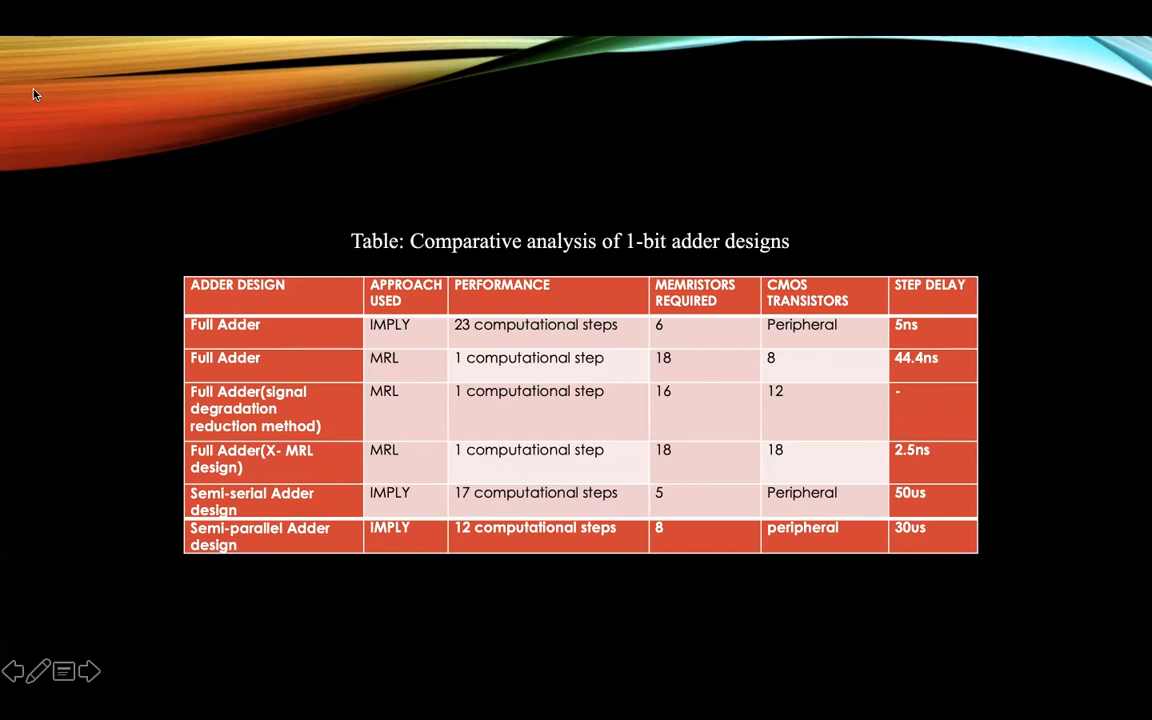 Table: Comparative analysis of 1-bit adder designs
ADDER DESIGN APPROACH USED PERFORMANCE MEMRISTORS REQUIRED CMOS TRANSISTORS STEP DELAY
Full Adder IMPLY 23 computational steps 6 Peripheral 5ns
Full Adder MRL 1 computational step 18 8 44.4ns
Full Adder(signal degradation reduction method) MRL 1 computational step 16 12 -
Full Adder(X- MRL design) MRL 1 computational step 18 18 2.5ns
Semi-serial Adder design IMPLY 17 computational steps 5 Peripheral 50us
Semi-parallel Adder design IMPLY 12 computational steps 8 peripheral 30us